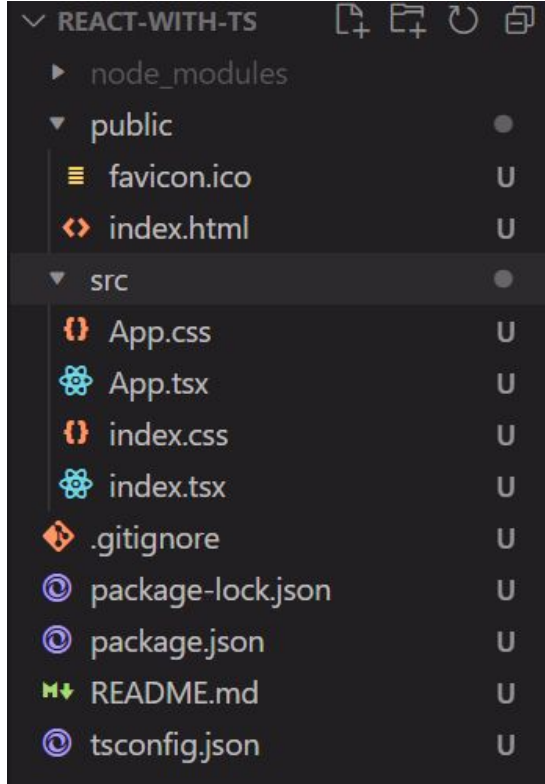 REACT-WITH-TS
node_modules
public
favicon.ico U
index.html U
src
App.css U
App.tsx U
index.css U
index.tsx U
.gitignore U
package-lock.json U
package.json U
README.md U
tsconfig.json U